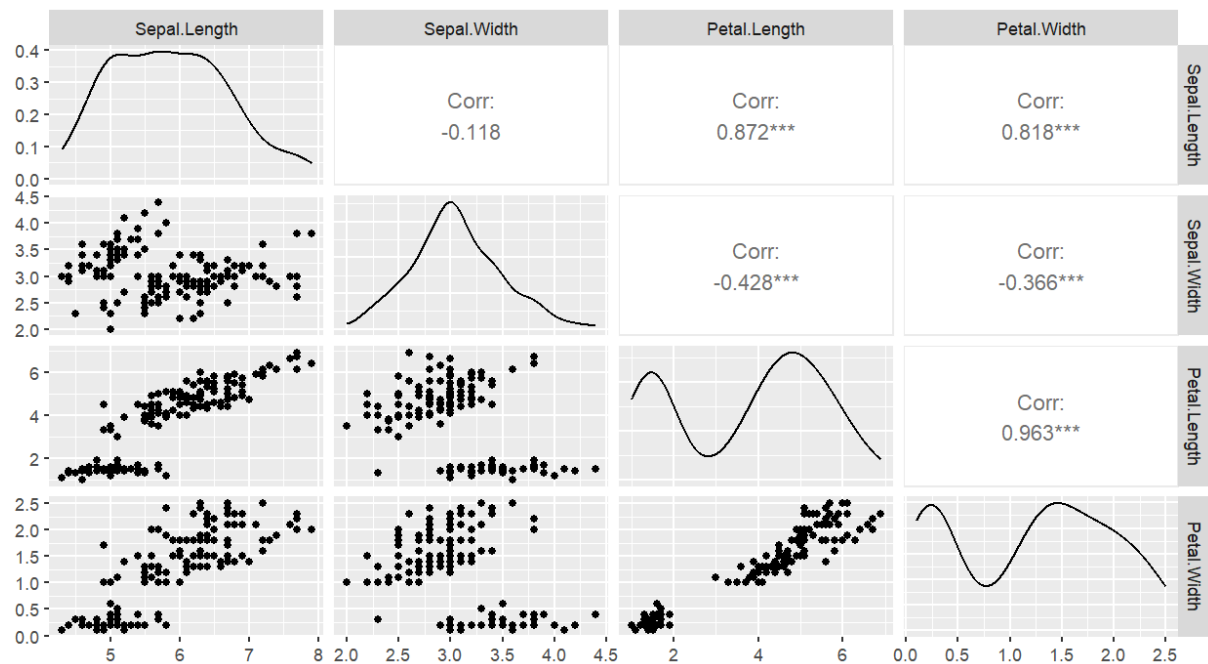 Sepal.Length
Sepal.Width
Petal.Length
Petal.Width
0.4
0.3
0.2
0.1
0.0
Corr:
-0.118
Corr:
0.872***
Corr:
0.818***
Sepal.Length
4.5
4.0
3.5
3.0
2.5
2.0
Corr:
-0.428***
Corr:
-0.366***
Sepal.Width
6
4
2
Corr:
0.963***
Petal.Length
2.5
2.0
1.5
1.0
0.5
0.0
Petal.Width
5 6 7 8
2.0 2.5 3.0 3.5 4.0 4.5
2 4 6
0.0 0.5 1.0 1.5 2.0 2.5